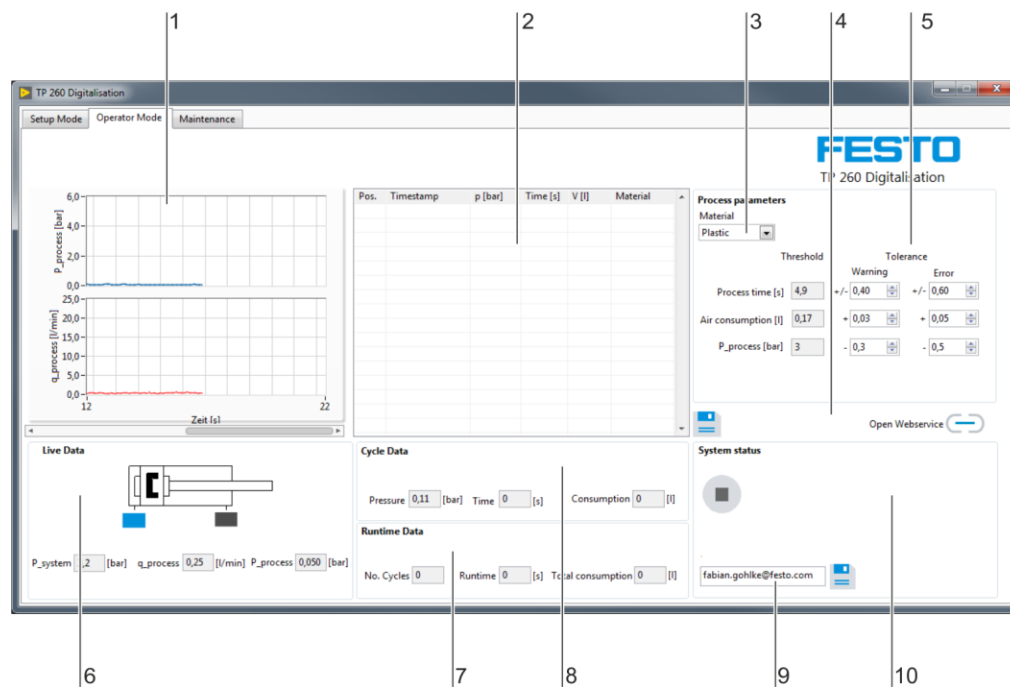 1 2 3 4 5
TP 260 Digitalisation
Setup Mode Operator Mode Maintenance
FESTO
TP 260 Digitalisation
6,0
4,0
2,0
0,0
P_process [bar]
25,0
20,0
15,0
10,0
5,0
0,0
q_process [l/min]
12 22
Zeit [s]
Pos. Timestamp p [bar] Time [s] V [l] Material
Process parameters
Material
Plastic
Threshold Tolerance
Warning Error
Process time [s] 4,9 +/- 0,40 +/- 0,60
Air consumption [l] 0,17 + 0,03 + 0,05
P_process [bar] 3 - 0,3 - 0,5
Open Webservice
Live Data
P_system ,2 [bar] q_process 0,25 [l/min] P_process 0,050 [bar]
Cycle Data
Pressure 0,11 [bar] Time 0 [s] Consumption 0 [l]
Runtime Data
No. Cycles 0 Runtime 0 [s] Total consumption 0 [l]
System status
fabian.gohlke@festo.com
6 7 8 9 10